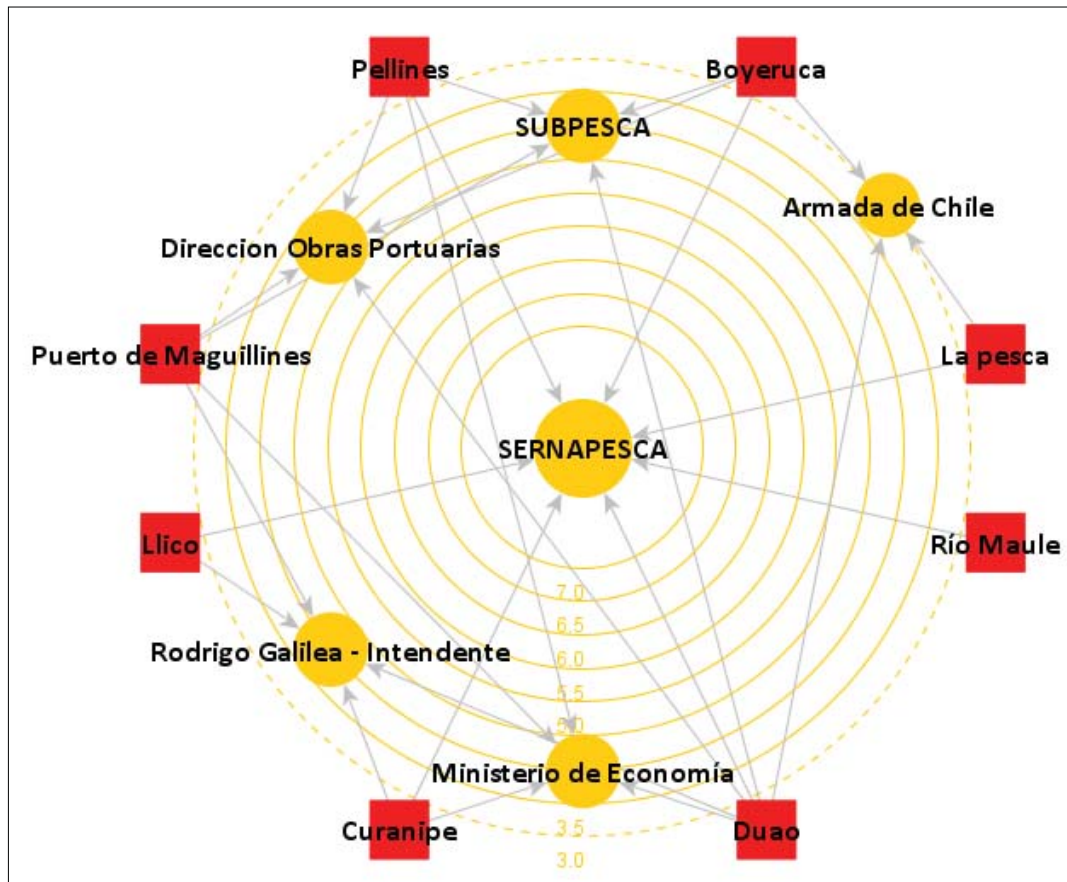 Pellines
Boyeruca
SUBPESCA
Armada de Chile
Direccion Obras Portuarias
Puerto de Maguillines
La pesca
SERNAPESCA
Llico
Río Maule
7.0
6.5
6.0
5.5
5.0
Rodrigo Galilea - Intendente
Ministerio de Economía
Curanipe
Duao
3.5
3.0